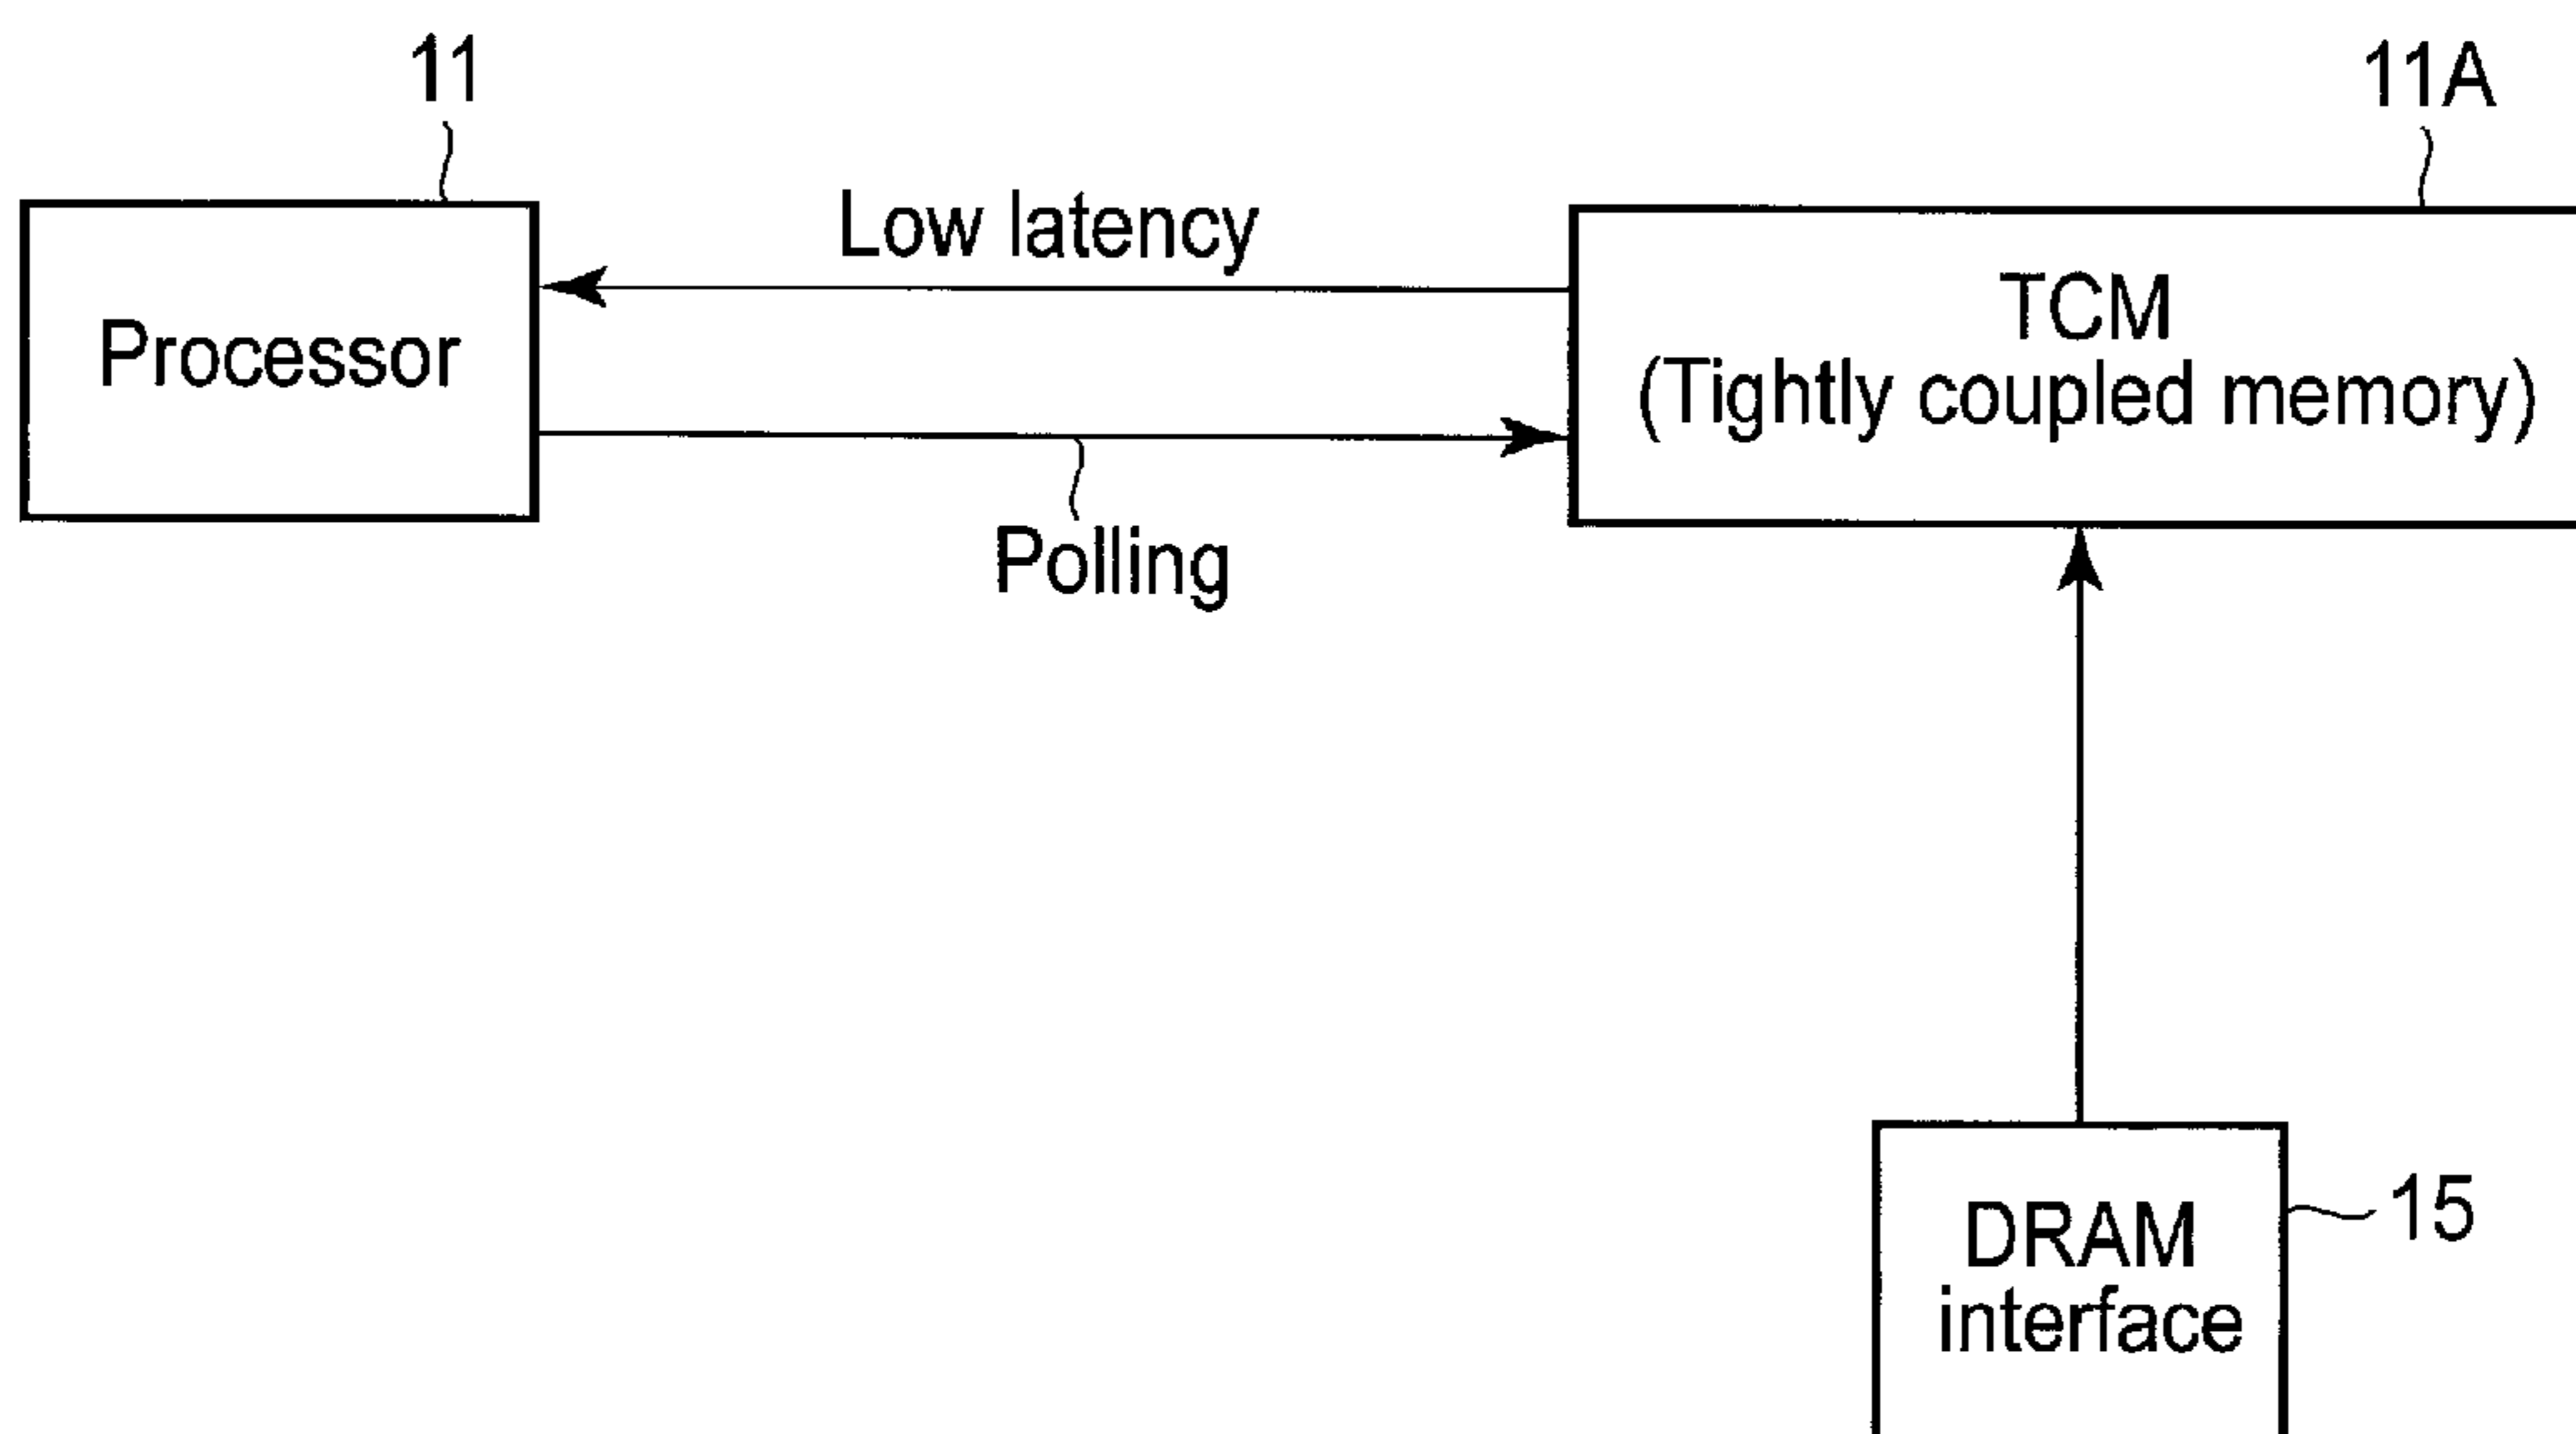 11
11A
Low latency
Processor
TCM
(Tightly coupled memory)
Polling
DRAM
interface
15